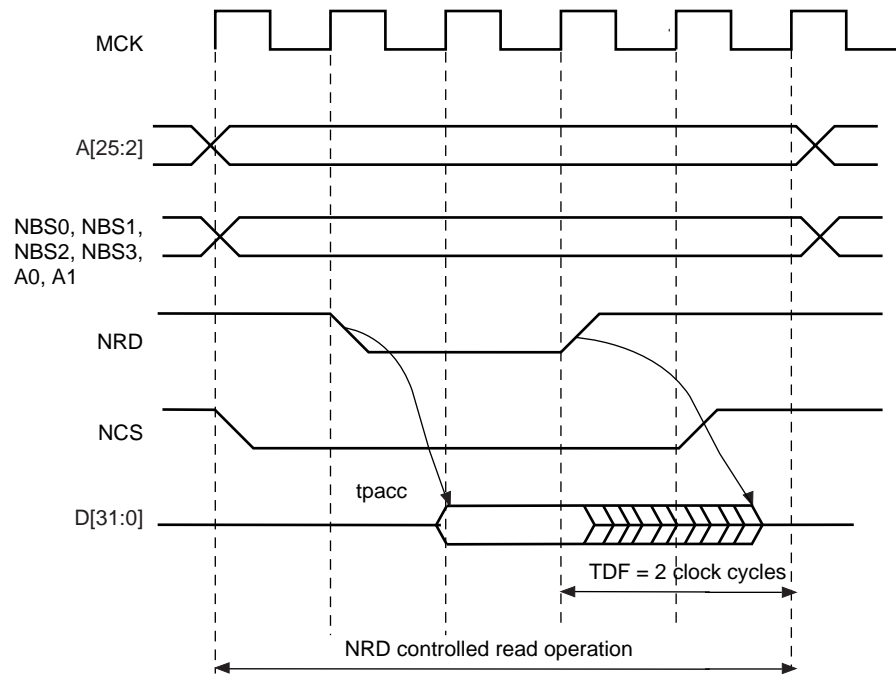 MCK
A[25:2]
NBS0, NBS1,
NBS2, NBS3,
A0, A1
NRD
NCS
tpacc
D[31:0]
TDF = 2 clock cycles
NRD controlled read operation